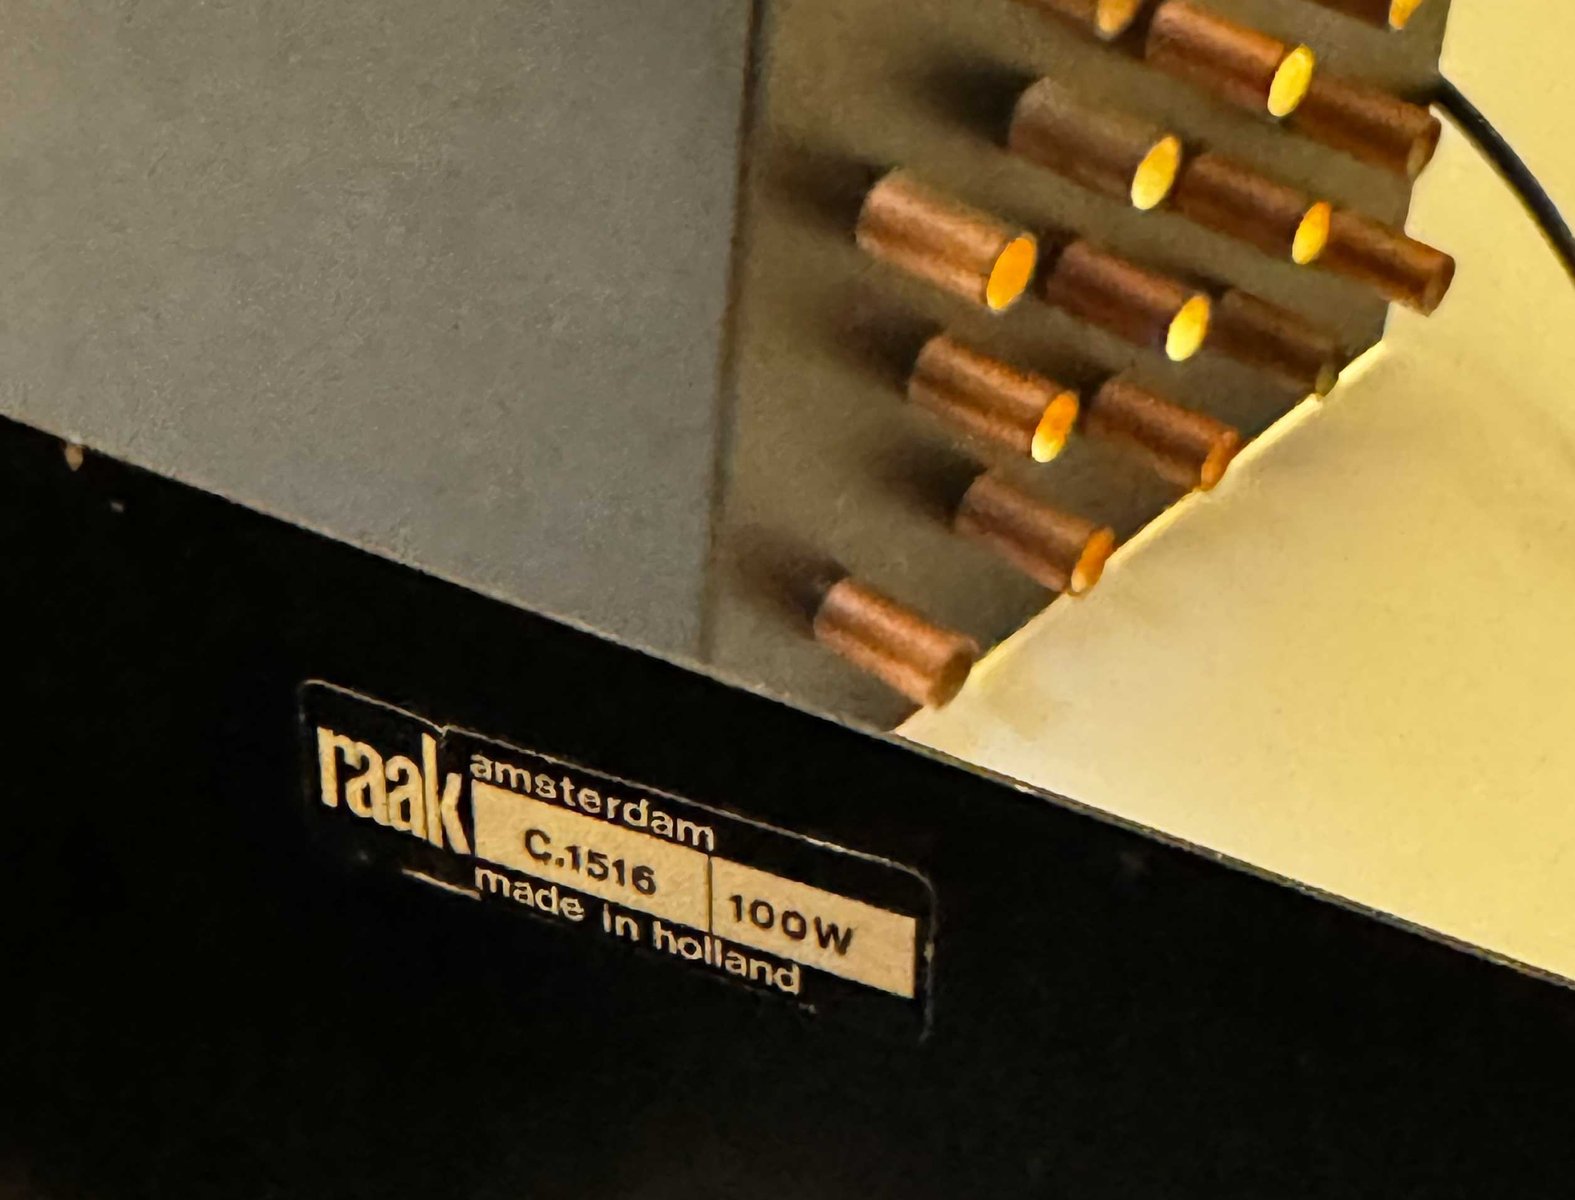 raak
amsterdam
C.1516 100W
made in holland